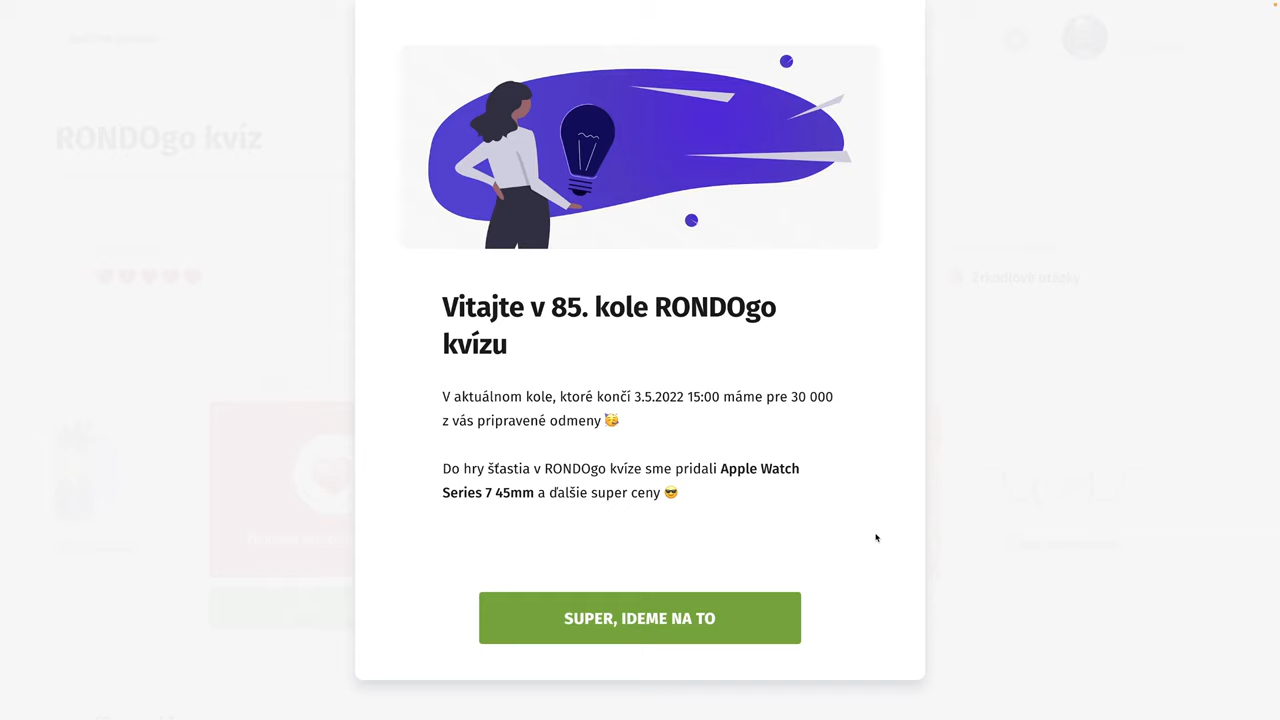 RONDOgo kvíz
Vitajte v 85. kole RONDOgo
kvízu
V aktuálnom kole, ktoré končí 3.5.2022 15:00 máme pre 30 000
z vás pripravené odmeny 🥳
Do hry šťastia v RONDOgo kvíze sme pridali Apple Watch
Series 7 45mm a ďalšie super ceny 😎
SUPER, IDEME NA TO